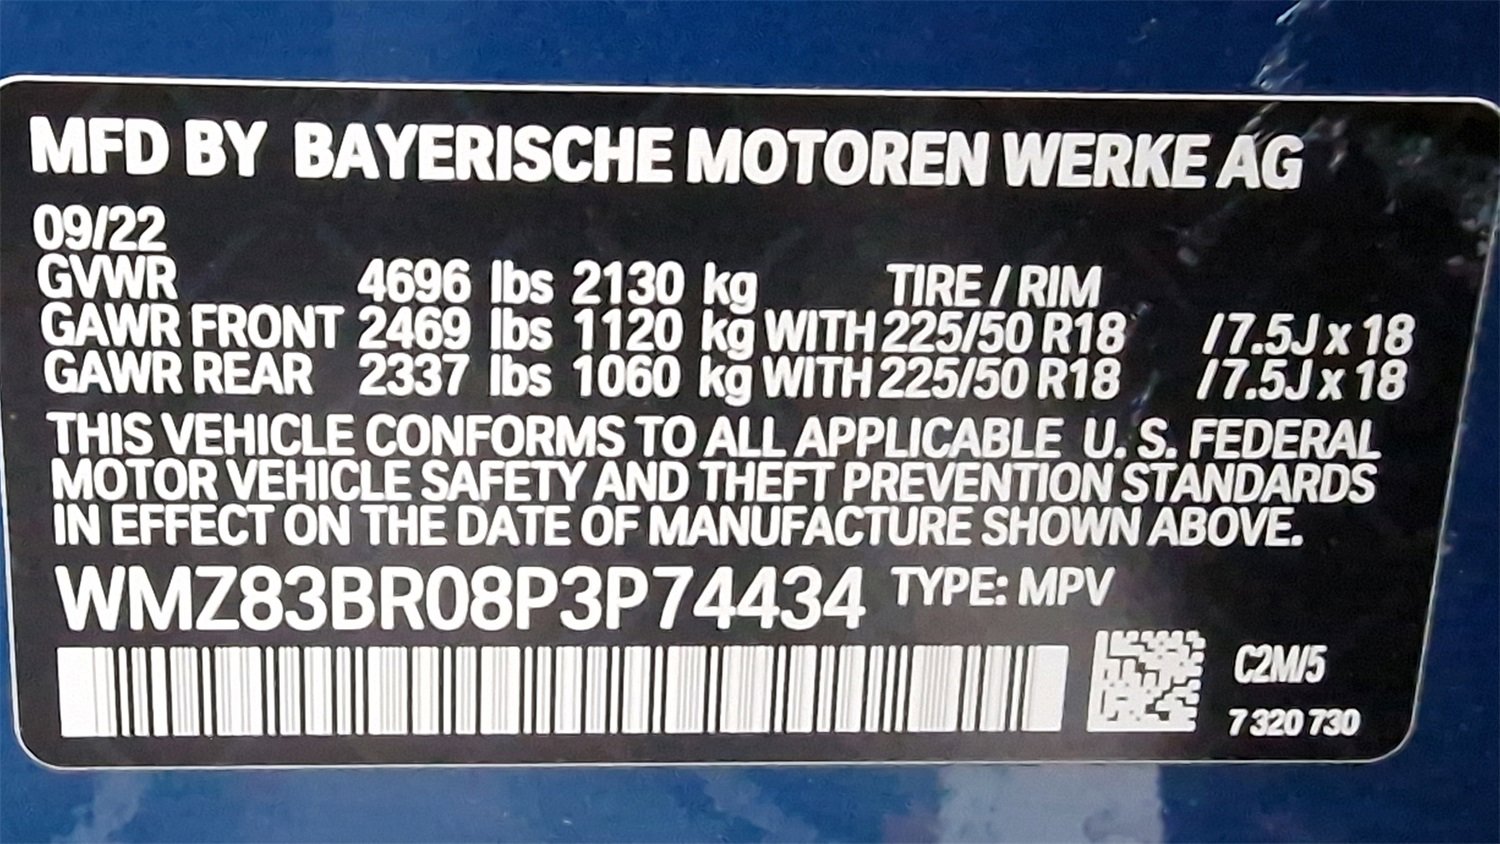 MFD BY BAYERISCHE MOTOREN WERKE AG
09/22
GVWR 4696 lbs 2130 kg TIRE / RIM
GAWR FRONT 2469 lbs 1120 kg WITH 225/50 R18 /7.5J x 18
GAWR REAR 2337 lbs 1060 kg WITH 225/50 R18 /7.5J x 18
THIS VEHICLE CONFORMS TO ALL APPLICABLE U. S. FEDERAL
MOTOR VEHICLE SAFETY AND THEFT PREVENTION STANDARDS
IN EFFECT ON THE DATE OF MANUFACTURE SHOWN ABOVE.
WMZ83BR08P3P74434 TYPE: MPV
C2M/5
7 320 730